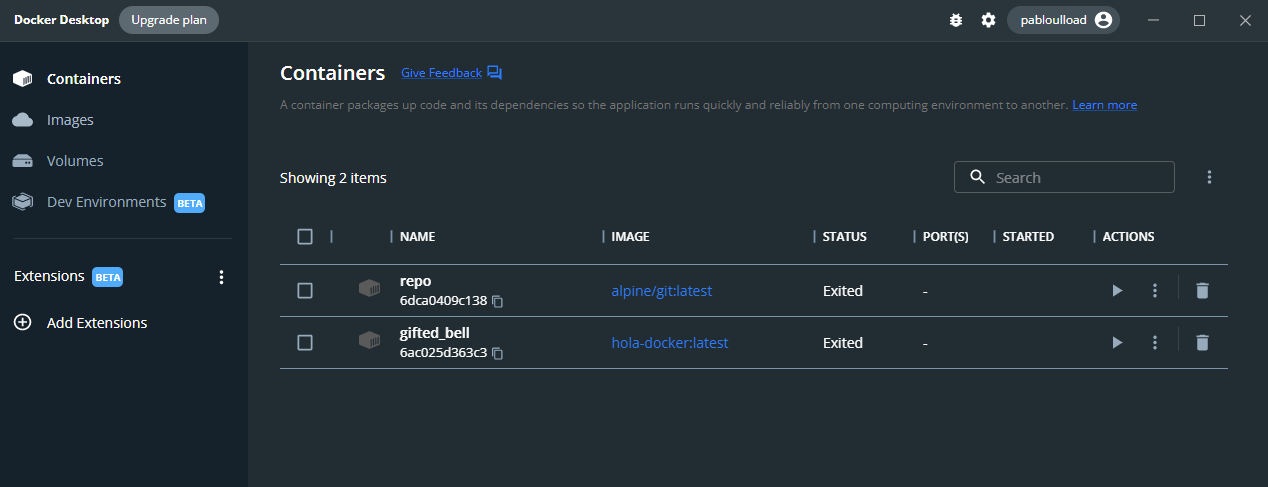 Docker Desktop Upgrade plan pabloulload
Containers
Images
Volumes
Dev Environments BETA
Extensions BETA
Add Extensions
Containers Give Feedback
A container packages up code and its dependencies so the application runs quickly and reliably from one computing environment to another. Learn more
Showing 2 items Search
NAME IMAGE STATUS PORT(S) STARTED ACTIONS
repo
6dca0409c138 alpine/git:latest Exited -
gifted_bell
6ac025d363c3 hola-docker:latest Exited -